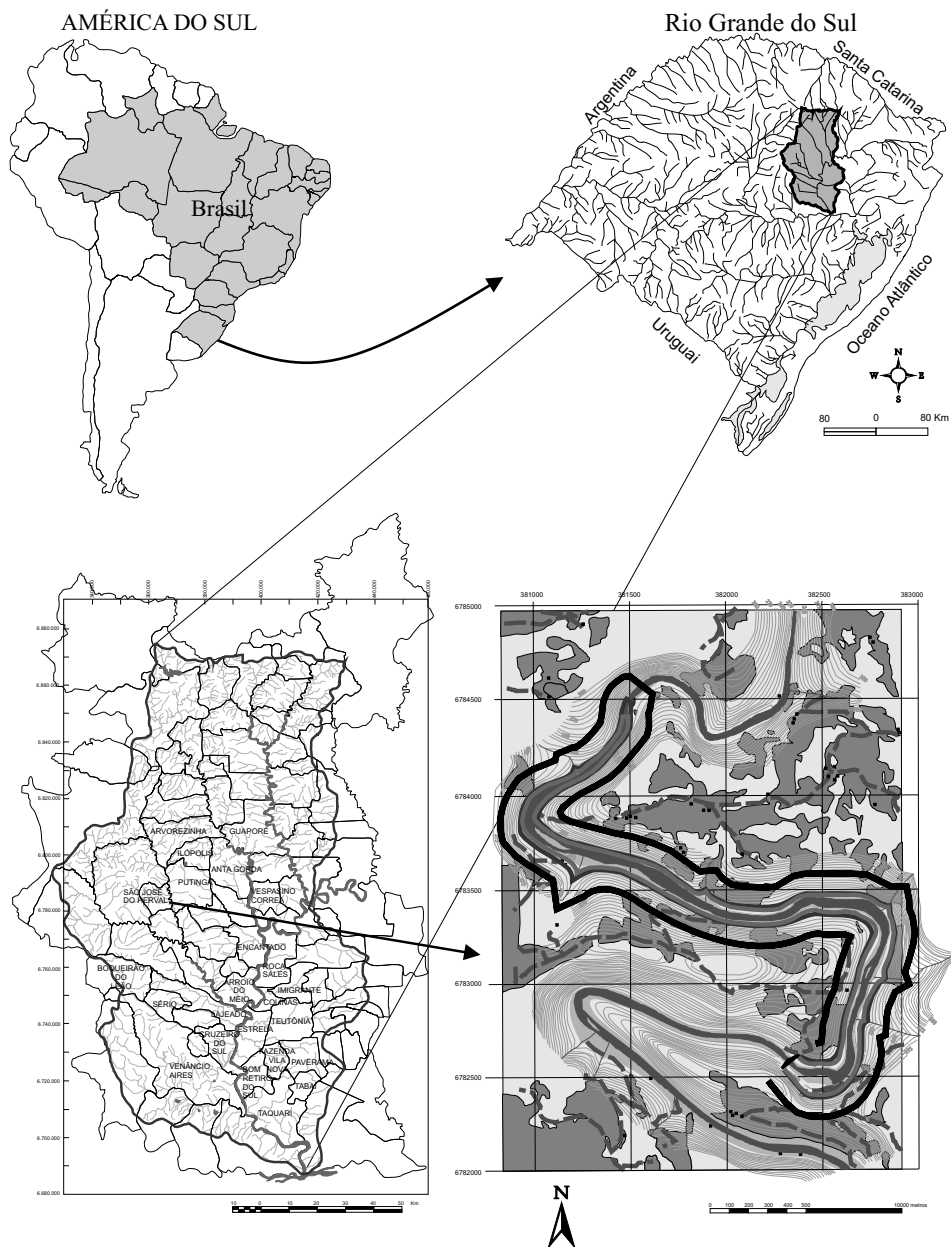 AMÉRICA DO SUL
Brasil
Rio Grande do Sul
Argentina
Santa Catarina
Uruguai
Oceano Atlântico
N
W E
S
80 0 80 Km
6.880.000
6.860.000
6.840.000
6.820.000
6.800.000
6.780.000
6.760.000
6.740.000
6.720.000
6.700.000
6.680.000
ARVOREZINHA
GUAPORÉ
ILÓPOLIS
ANTA GORDA
PUTINGA
SÃO JOSÉ
DO HERVAL
VESPASINO
CORREA
ENCANTADO
BOQUEIRÃO
DO
LEÃO
ROCA
SALES
ARROIO
DO
MEIO
IMIGRANTE
COLINAS
SÉRIO
LAJEADO
TEUTÔNIA
ESTRELA
CRUZEIRO
DO
SUL
FAZENDA
VILA
NOVA
PAVERAMA
BOM
RETIRO
DO
SUL
VENÂNCIO
AIRES
TABAI
TAQUARI
10 0 10 20 30 40 50
Km
381000 381500 382000 382500 383000
6785000
6784500
6784000
6783500
6783000
6782500
6782000
N
0 100 200 300 400 500 10000 metros